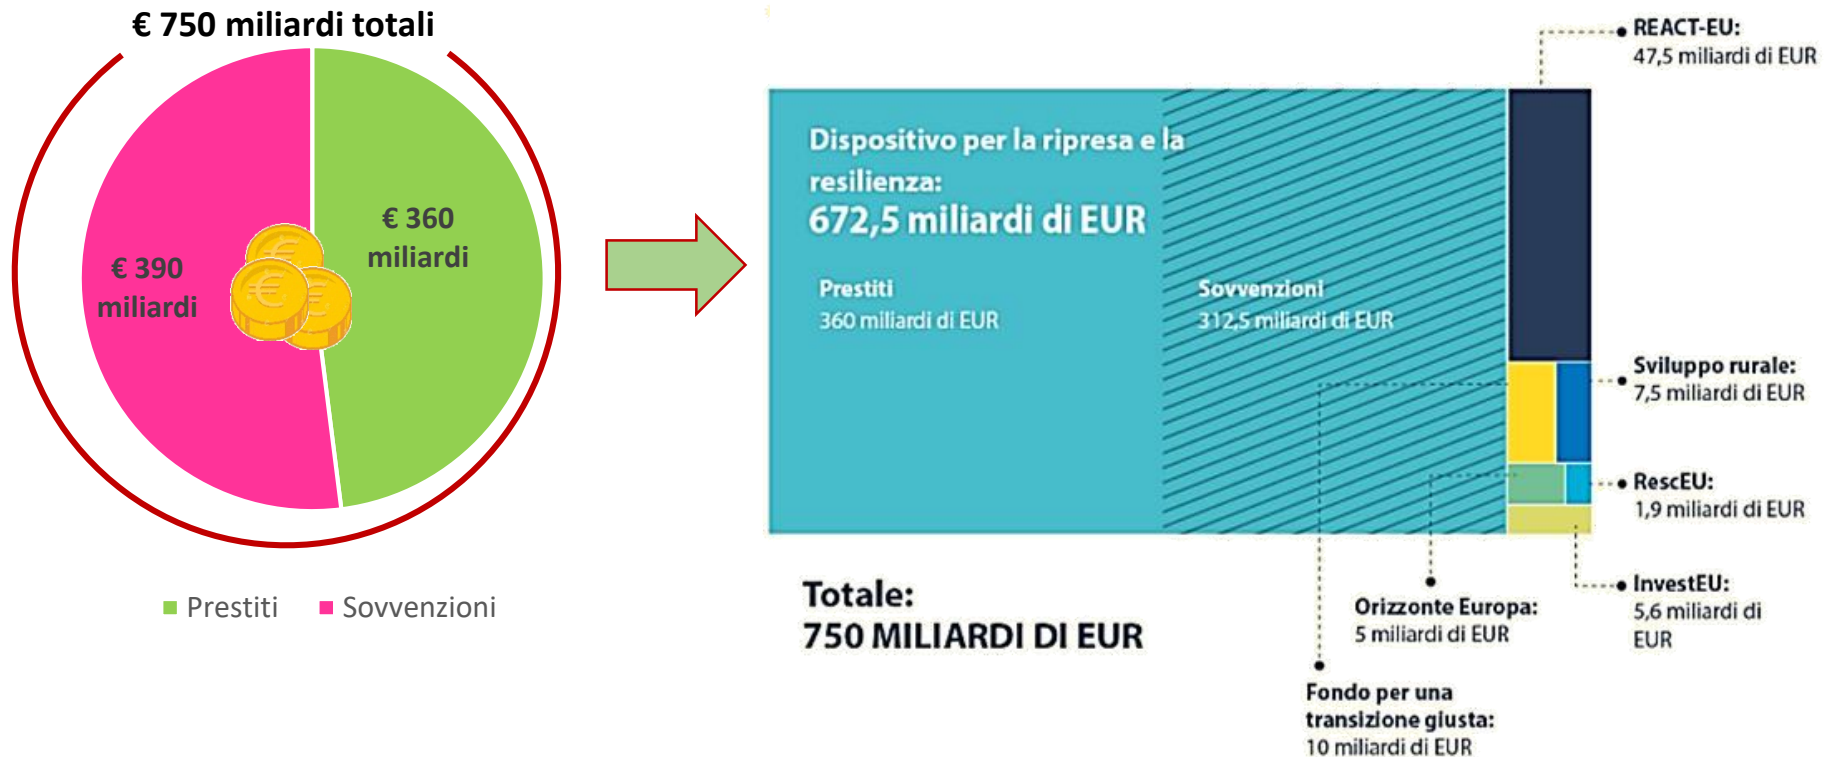 € 750 miliardi totali
€ 360
miliardi
€ 390
miliardi
Prestiti
Sovvenzioni
Dispositivo per la ripresa e la
resilienza:
672,5 miliardi di EUR
Prestiti
360 miliardi di EUR
Sovvenzioni
312,5 miliardi di EUR
REACT-EU:
47,5 miliardi di EUR
Sviluppo rurale:
7,5 miliardi di EUR
RescEU:
1,9 miliardi di EUR
InvestEU:
5,6 miliardi di
EUR
Orizzonte Europa:
5 miliardi di EUR
Fondo per una
transizione giusta:
10 miliardi di EUR
Totale:
750 MILIARDI DI EUR